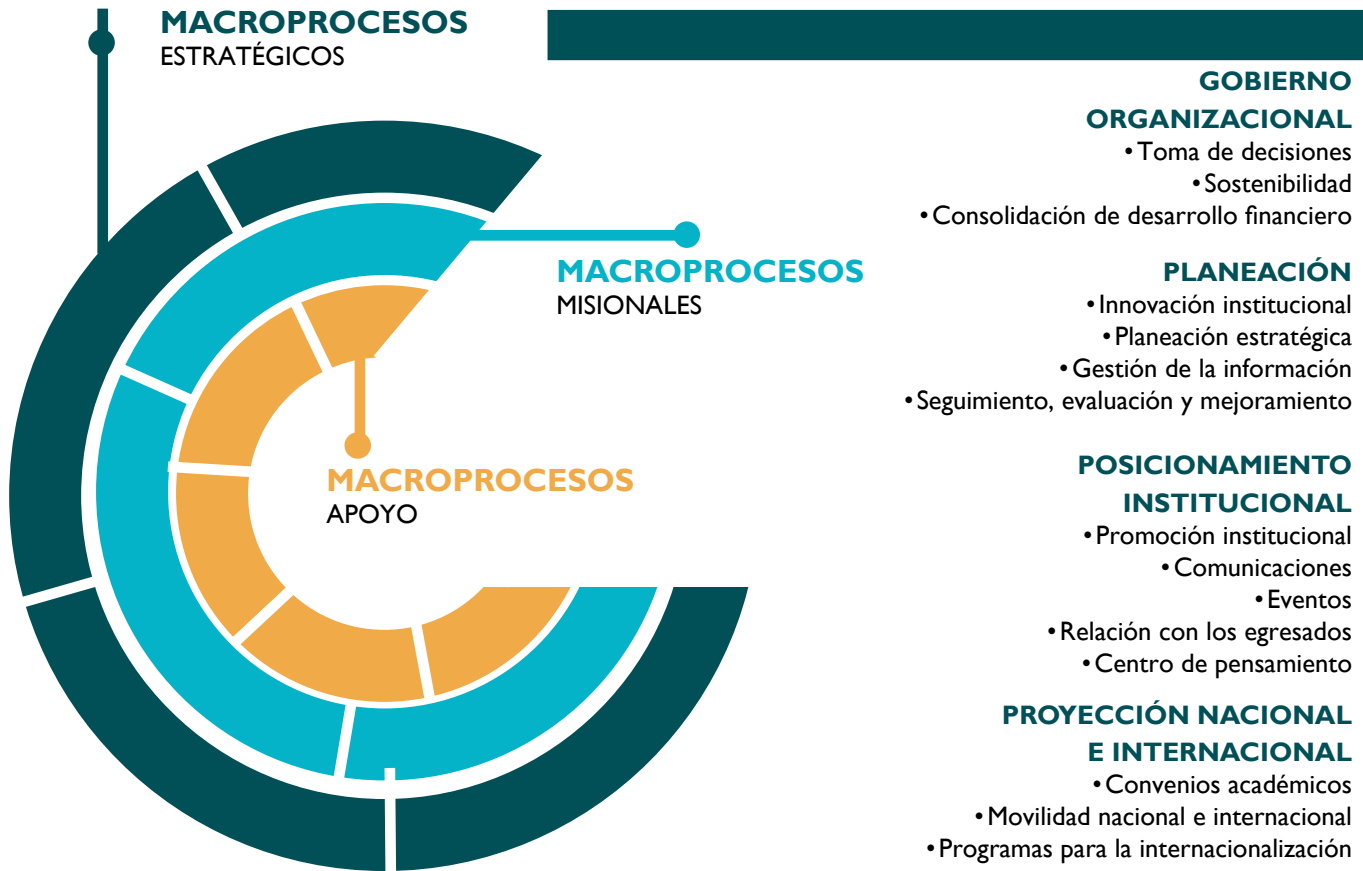 MACROPROCESOS
ESTRATÉGICOS
MACROPROCESOS
MISIONALES
MACROPROCESOS
APOYO
GOBIERNO
ORGANIZACIONAL
•Toma de decisiones
•Sostenibilidad
•Consolidación de desarrollo financiero
PLANEACIÓN
•Innovación institucional
•Planeación estratégica
•Gestión de la información
•Seguimiento, evaluación y mejoramiento
POSICIONAMIENTO
INSTITUCIONAL
•Promoción institucional
•Comunicaciones
•Eventos
•Relación con los egresados
•Centro de pensamiento
PROYECCIÓN NACIONAL
E INTERNACIONAL
•Convenios académicos
•Movilidad nacional e internacional
•Programas para la internacionalización